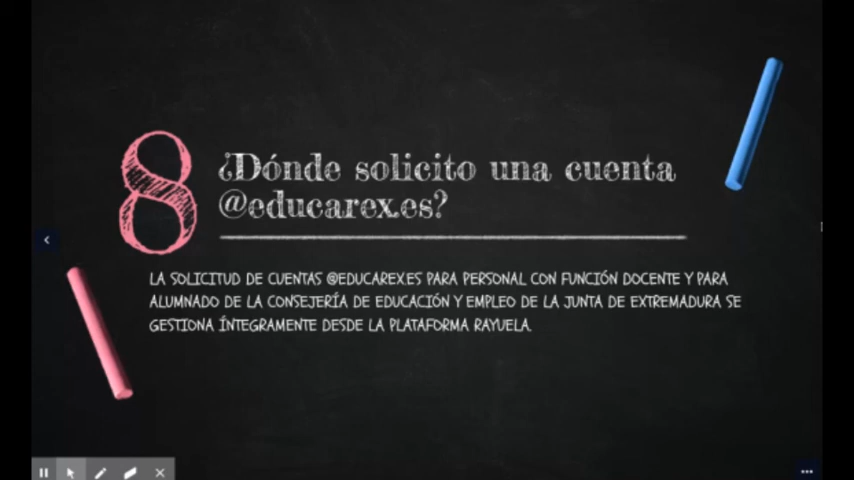 8
¿Dónde solicito una cuenta
@educarex.es?
LA SOLICITUD DE CUENTAS @EDUCAREX.ES PARA PERSONAL CON FUNCIÓN DOCENTE Y PARA
ALUMNADO DE LA CONSEJERÍA DE EDUCACIÓN Y EMPLEO DE LA JUNTA DE EXTREMADURA SE
GESTIONA ÍNTEGRAMENTE DESDE LA PLATAFORMA RAYUELA.